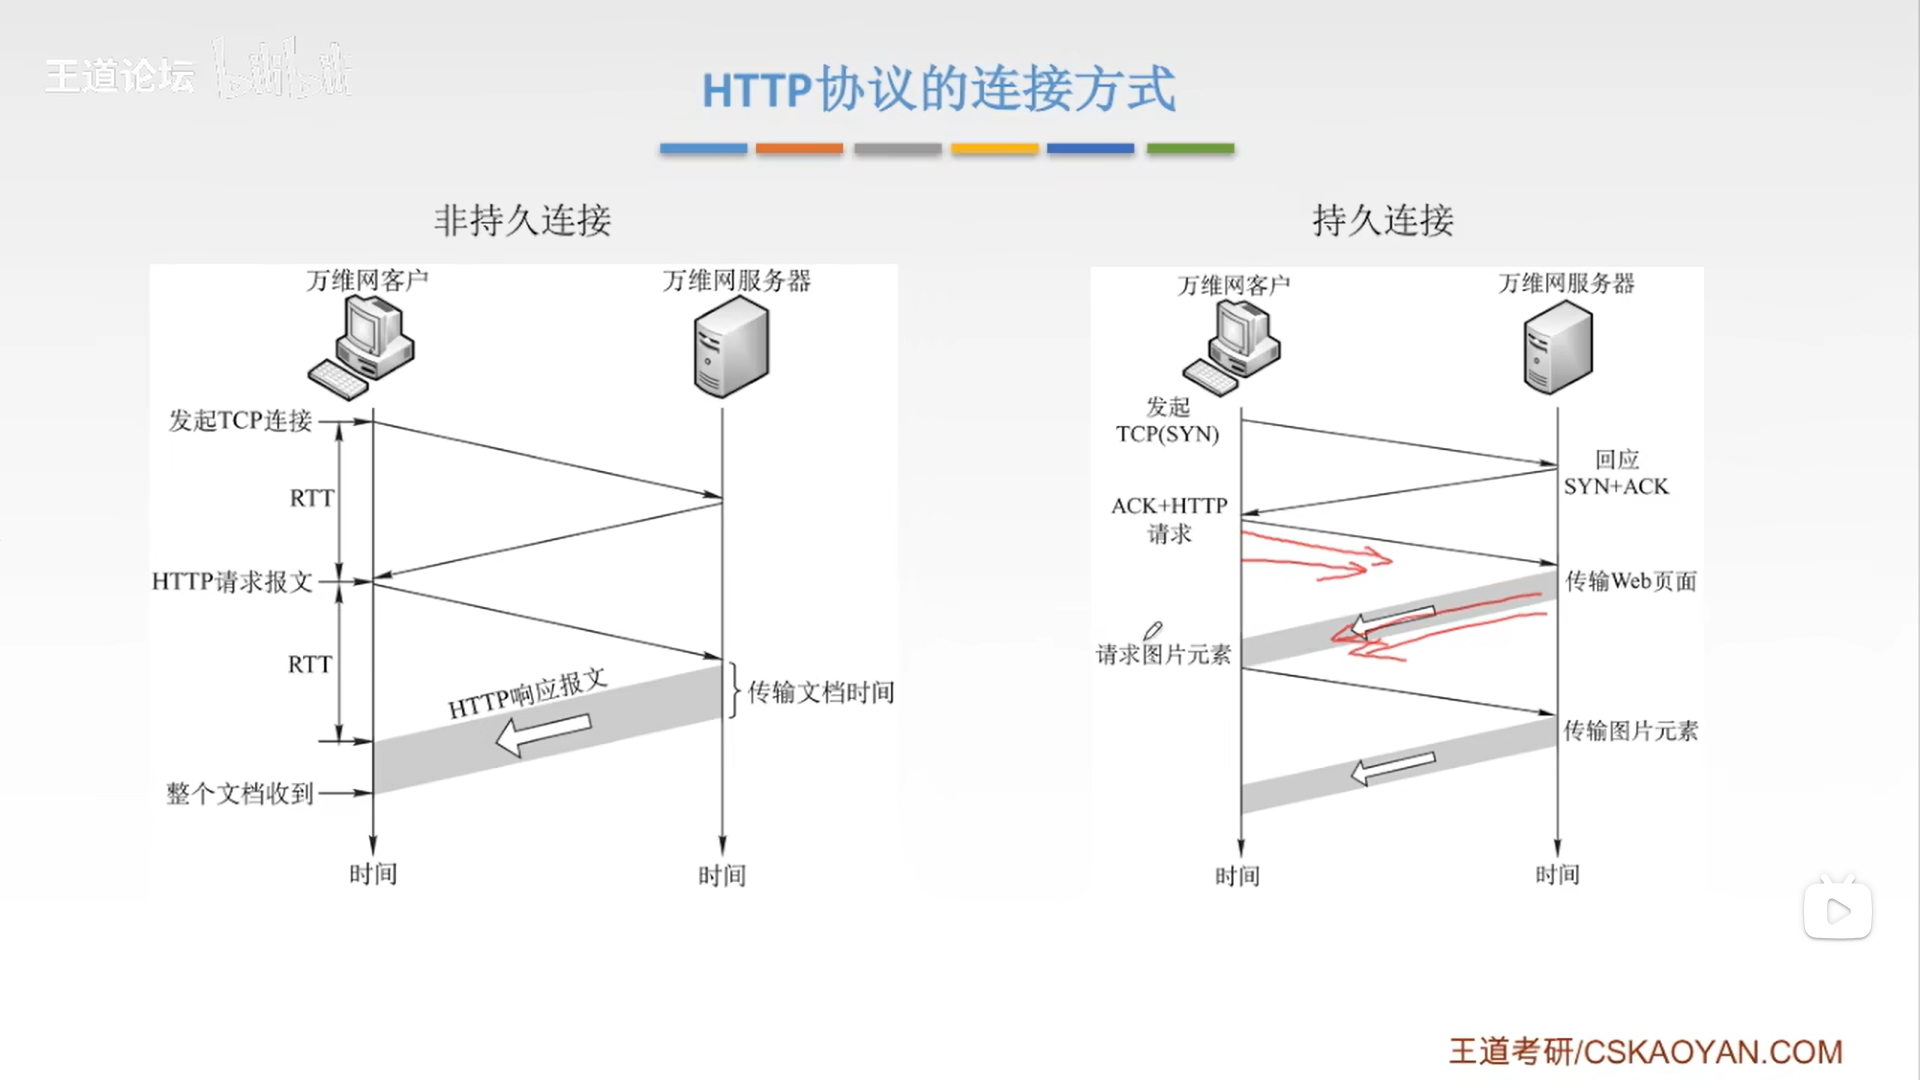 王道论坛 bilibili
HTTP协议的连接方式
非持久连接
万维网客户
万维网服务器
发起TCP连接
RTT
HTTP请求报文
RTT
HTTP响应报文
传输文档时间
整个文档收到
时间
时间
持久连接
万维网客户
万维网服务器
发起
TCP(SYN)
回应
SYN+ACK
ACK+HTTP
请求
传输Web页面
请求图片元素
传输图片元素
时间
时间
王道考研/CSKAOYAN.COM